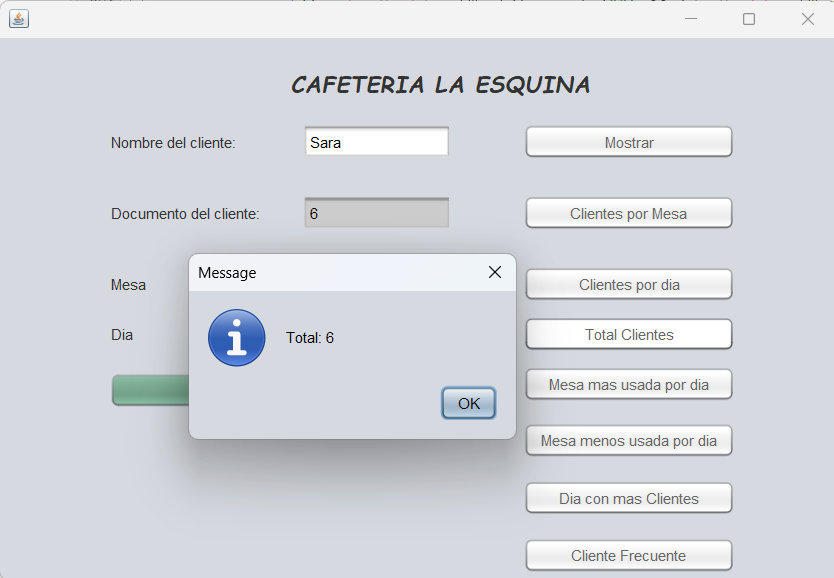 CAFETERIA LA ESQUINA
Nombre del cliente:
Sara
Mostrar
Documento del cliente:
6
Clientes por Mesa
Message
Mesa
Clientes por dia
Dia
Total: 6
Total Clientes
Mesa mas usada por dia
OK
Mesa menos usada por dia
Dia con mas Clientes
Cliente Frecuente